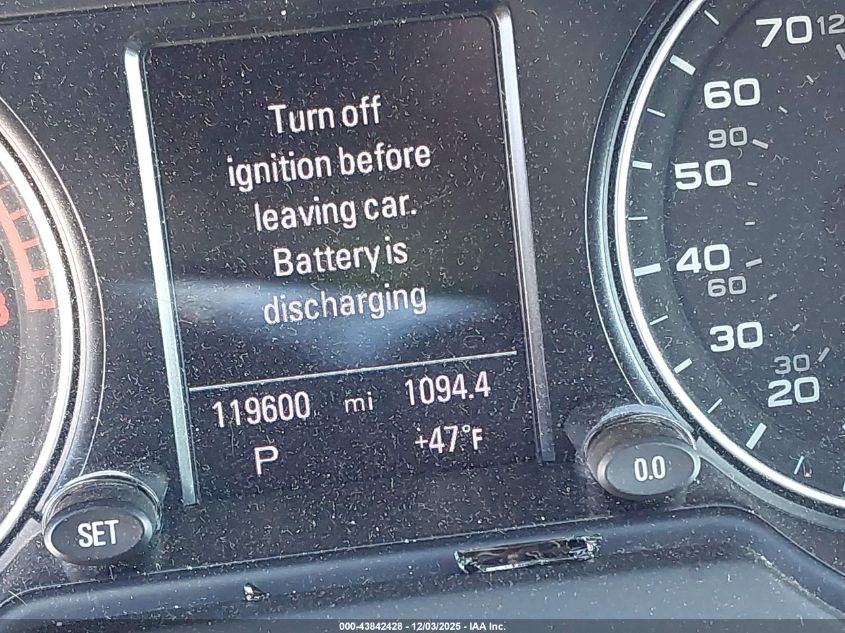 Turn off
ignition before
leaving car.
Battery is
discharging
119600 mi 1094.4
P +47°F
SET
0.0
70
60
90
50
40
60
30
30
20
000-43842428 - 12/03/2025 - IAA Inc.